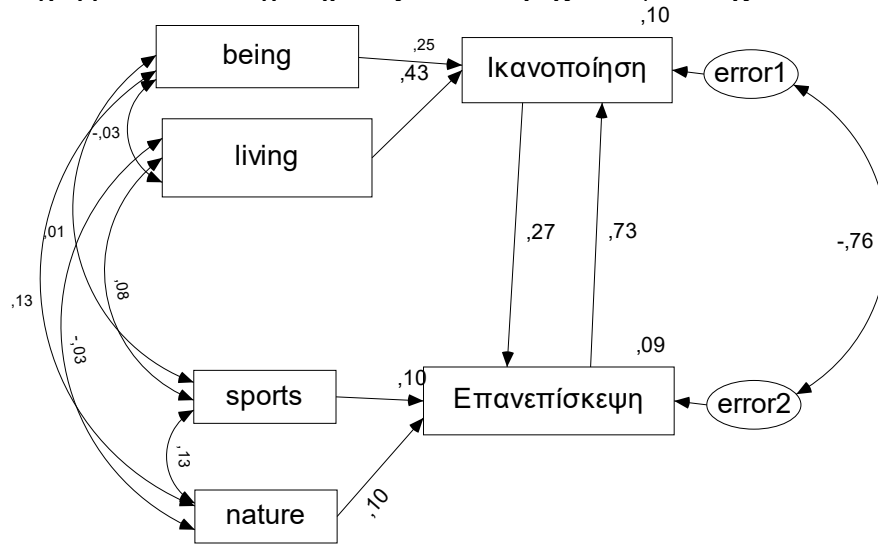 ,10
being
,25
Ικανοποίηση
error1
,43
-,03
living
,01
,27
,73
-,76
,08
,13
-,03
,09
sports
,10
Επανεπίσκεψη
error2
,13
nature
,10